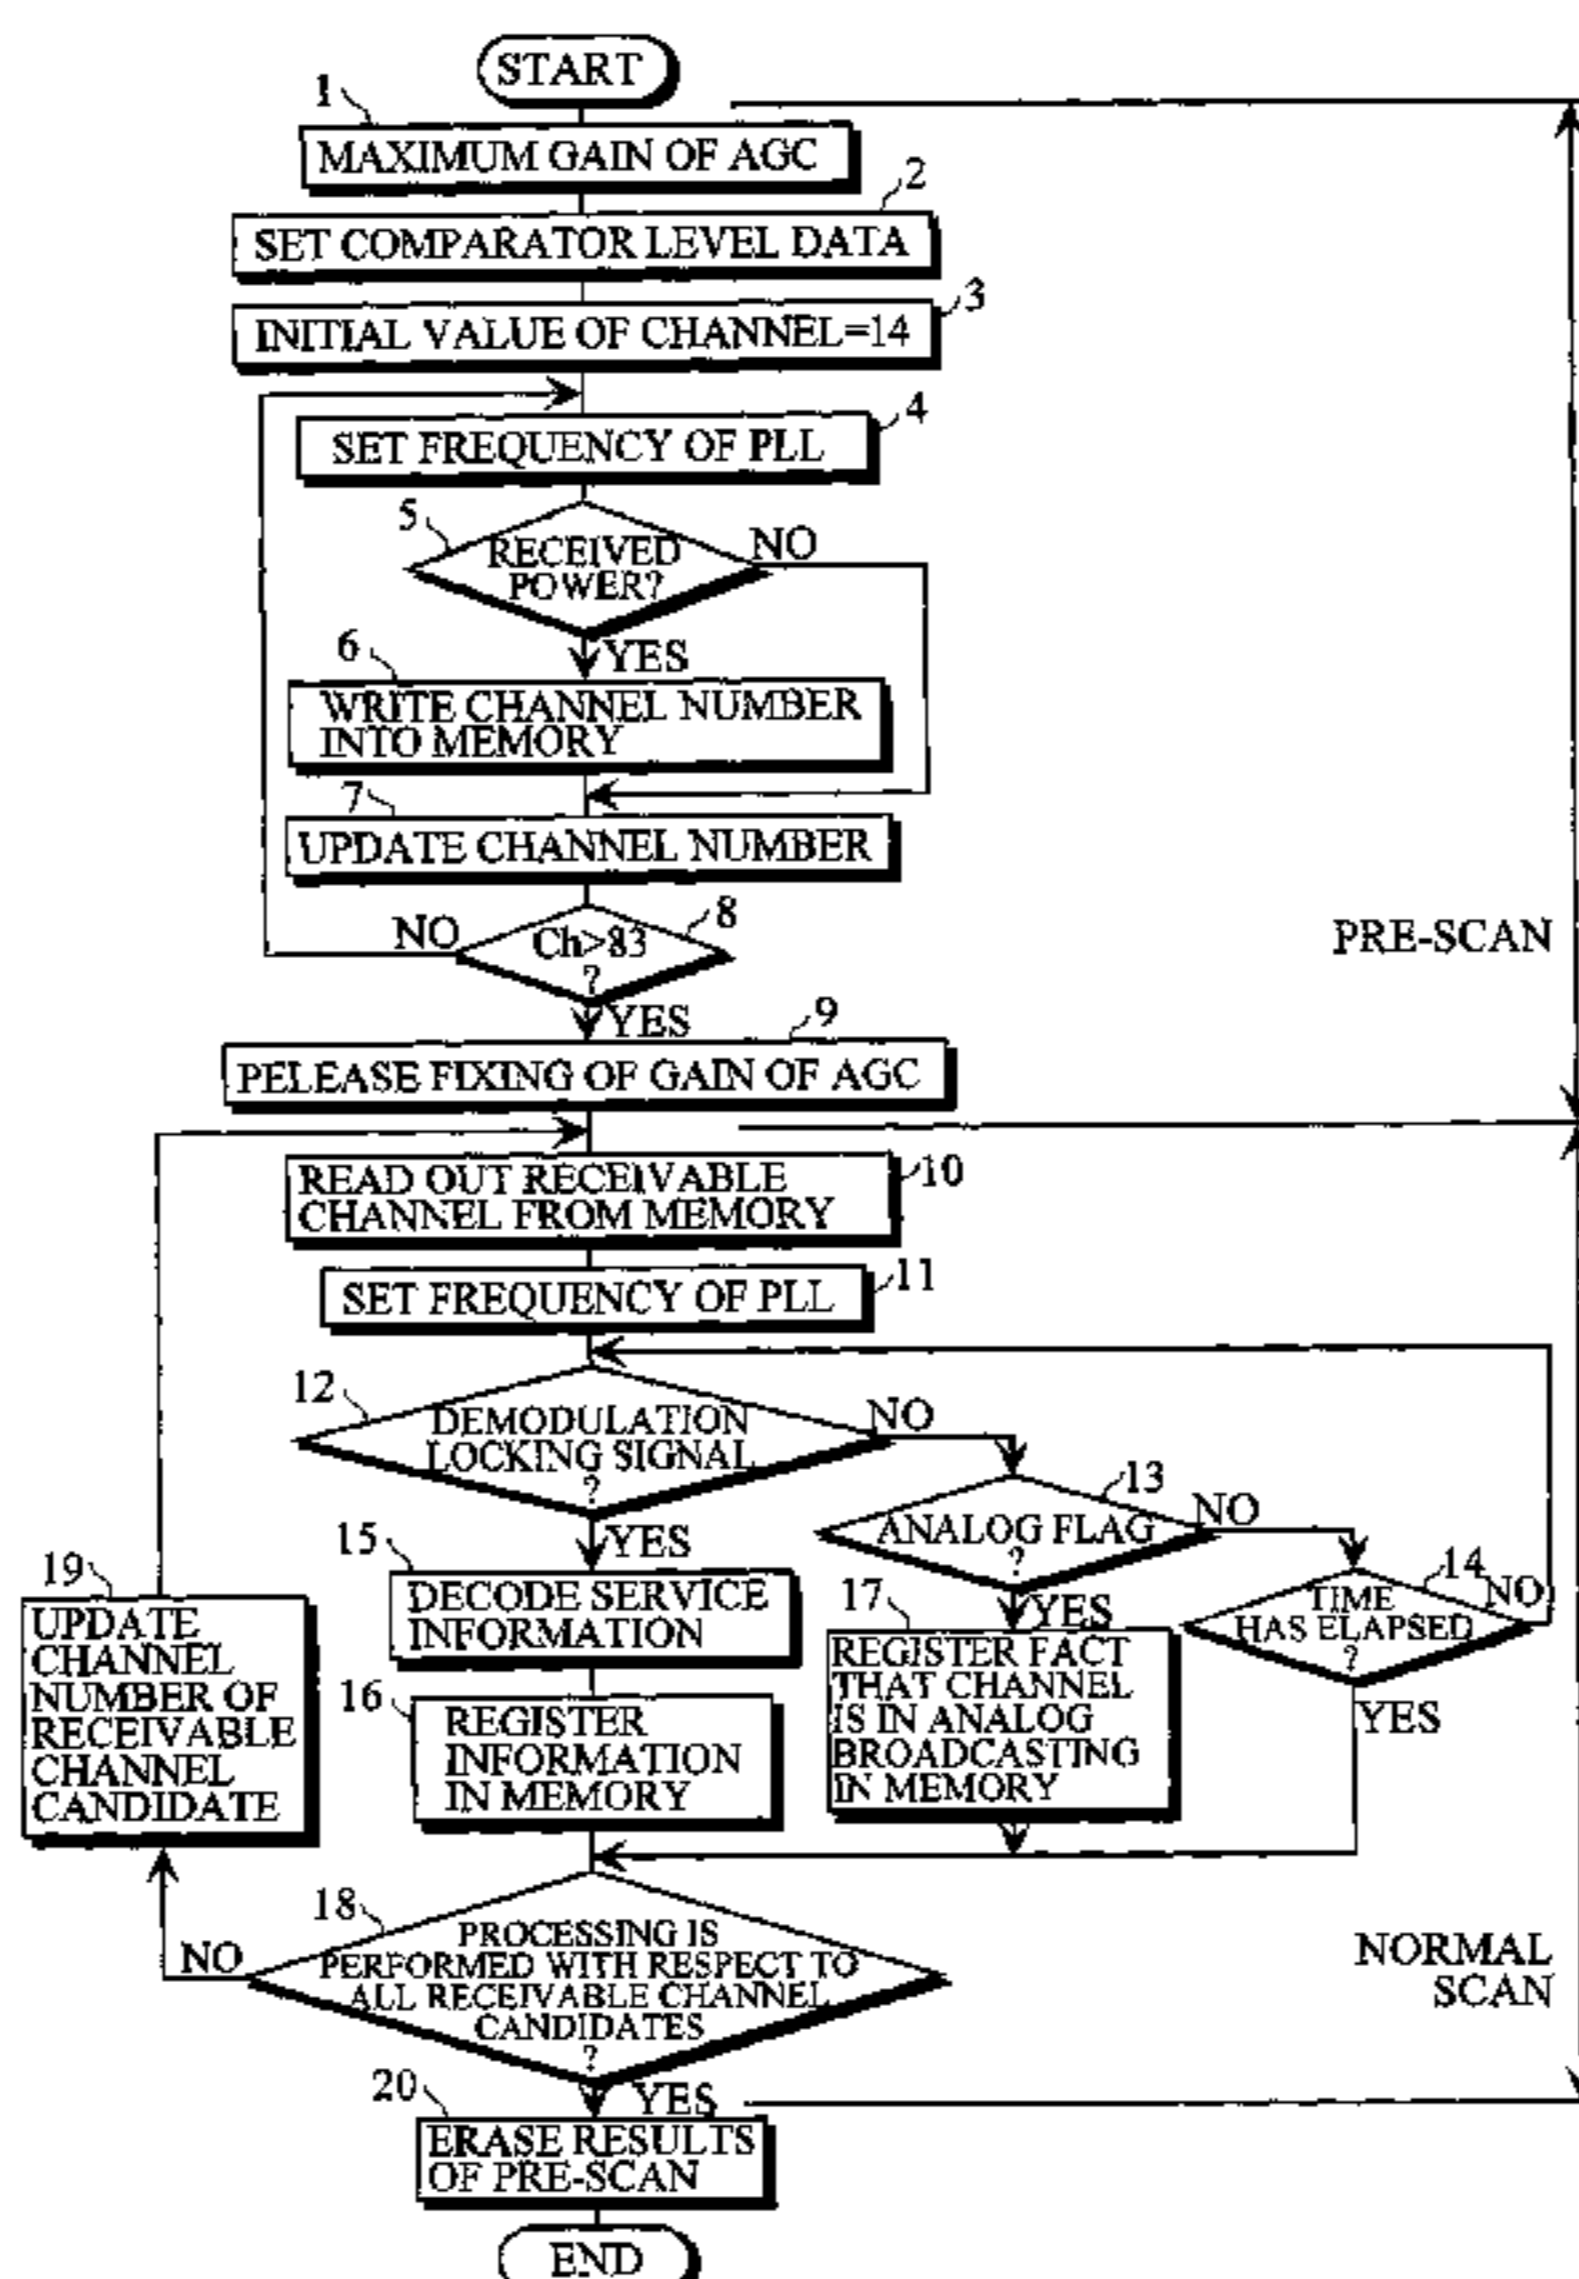 START
1
MAXIMUM GAIN OF AGC
2
SET COMPARATOR LEVEL DATA
3
INITIAL VALUE OF CHANNEL=14
4
SET FREQUENCY OF PLL
5
RECEIVED
POWER?
NO
YES
6
WRITE CHANNEL NUMBER
INTO MEMORY
7
UPDATE CHANNEL NUMBER
8
Ch>83
?
NO
YES
PRE-SCAN
9
PELEASE FIXING OF GAIN OF AGC
10
READ OUT RECEIVABLE
CHANNEL FROM MEMORY
11
SET FREQUENCY OF PLL
12
DEMODULATION
LOCKING SIGNAL
?
NO
YES
13
ANALOG FLAG
?
NO
YES
14
TIME
HAS ELAPSED
?
NO
YES
15
DECODE SERVICE
INFORMATION
16
REGISTER
INFORMATION
IN MEMORY
17
REGISTER FACT
THAT CHANNEL
IS IN ANALOG
BROADCASTING
IN MEMORY
19
UPDATE
CHANNEL
NUMBER OF
RECEIVABLE
CHANNEL
CANDIDATE
18
PROCESSING IS
PERFORMED WITH RESPECT TO
ALL RECEIVABLE CHANNEL
CANDIDATES
?
NO
YES
NORMAL
SCAN
20
ERASE RESULTS
OF PRE-SCAN
END